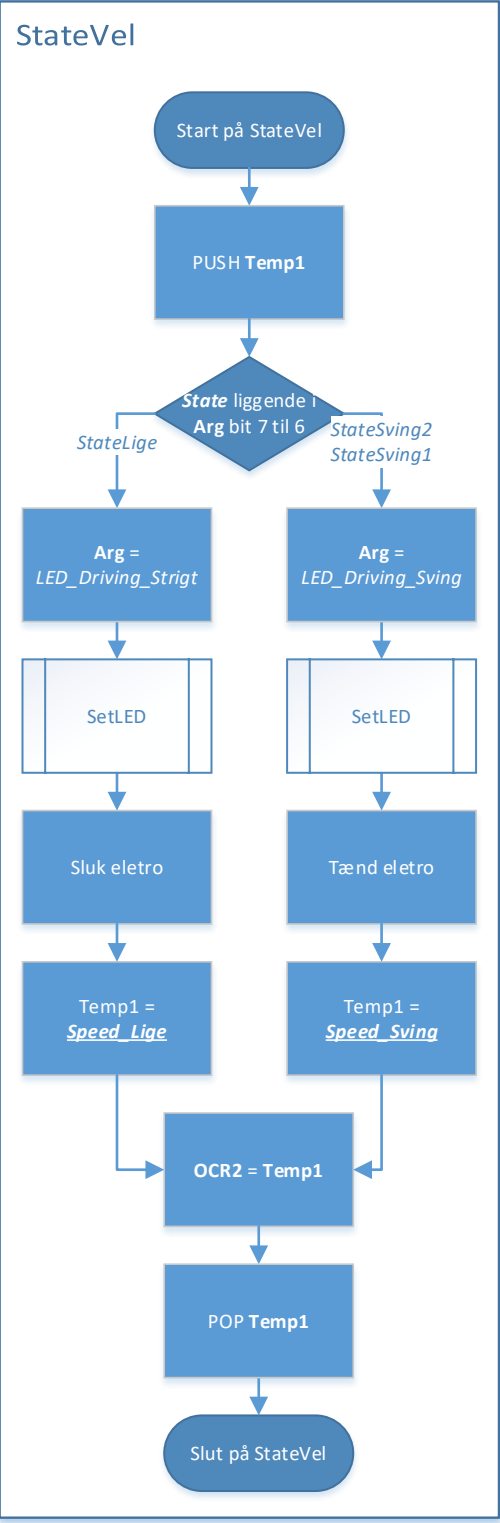 StateVel
Start på StateVel
PUSH Temp1
State liggende i
Arg bit 7 til 6
StateLige
StateSving2
StateSving1
Arg =
LED_Driving_Strigt
Arg =
LED_Driving_Sving
SetLED
SetLED
Sluk eletro
Tænd eletro
Temp1 =
Speed_Lige
Temp1 =
Speed_Sving
OCR2 = Temp1
POP Temp1
Slut på StateVel